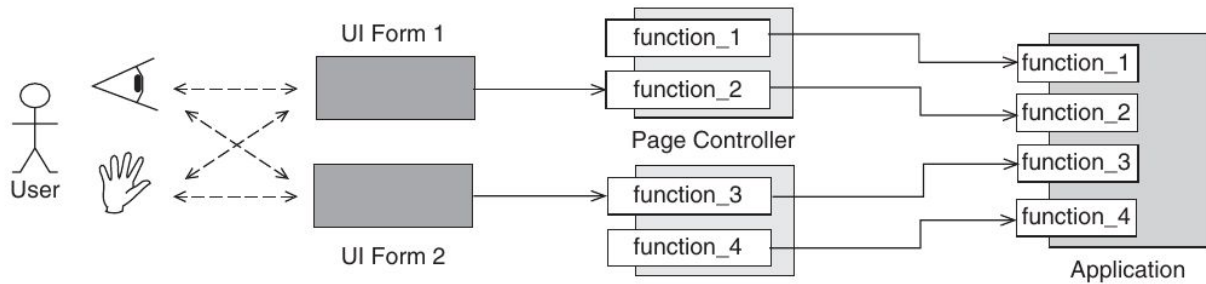 UI Form 1
function_1
function_2
Page Controller
function_1
function_2
function_3
function_4
Application
User
function_3
function_4
UI Form 2